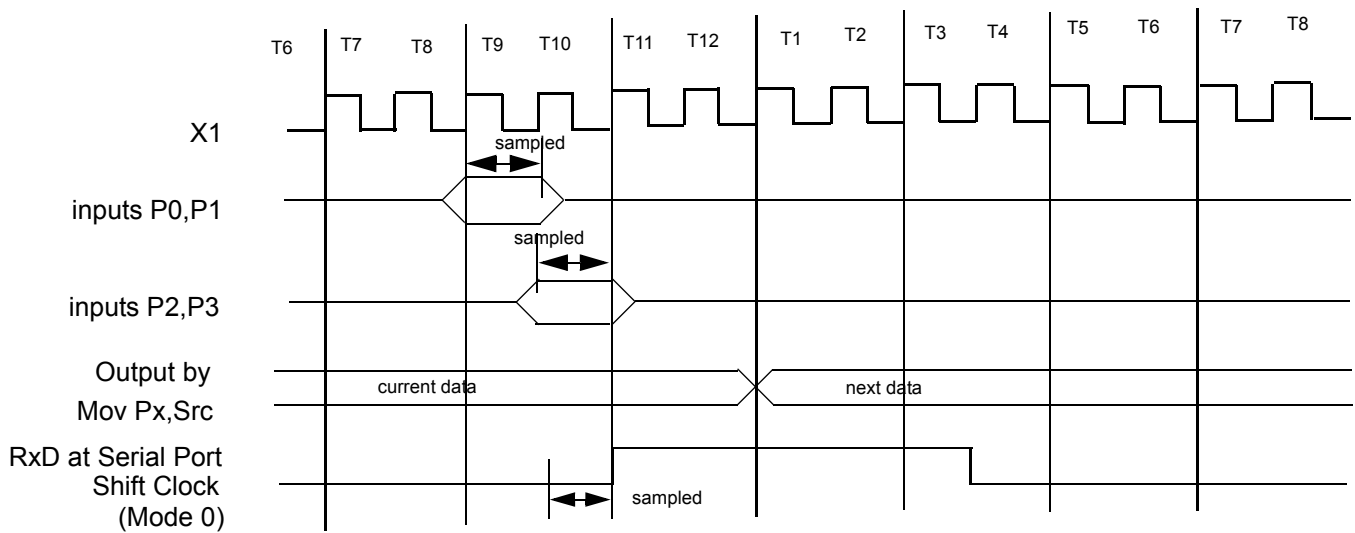 T6 T7 T8 T9 T10 T11 T12 T1 T2 T3 T4 T5 T6 T7 T8
X1
sampled
inputs P0,P1
sampled
inputs P2,P3
Output by
current data next data
Mov Px,Src
RxD at Serial Port
Shift Clock
sampled
(Mode 0)